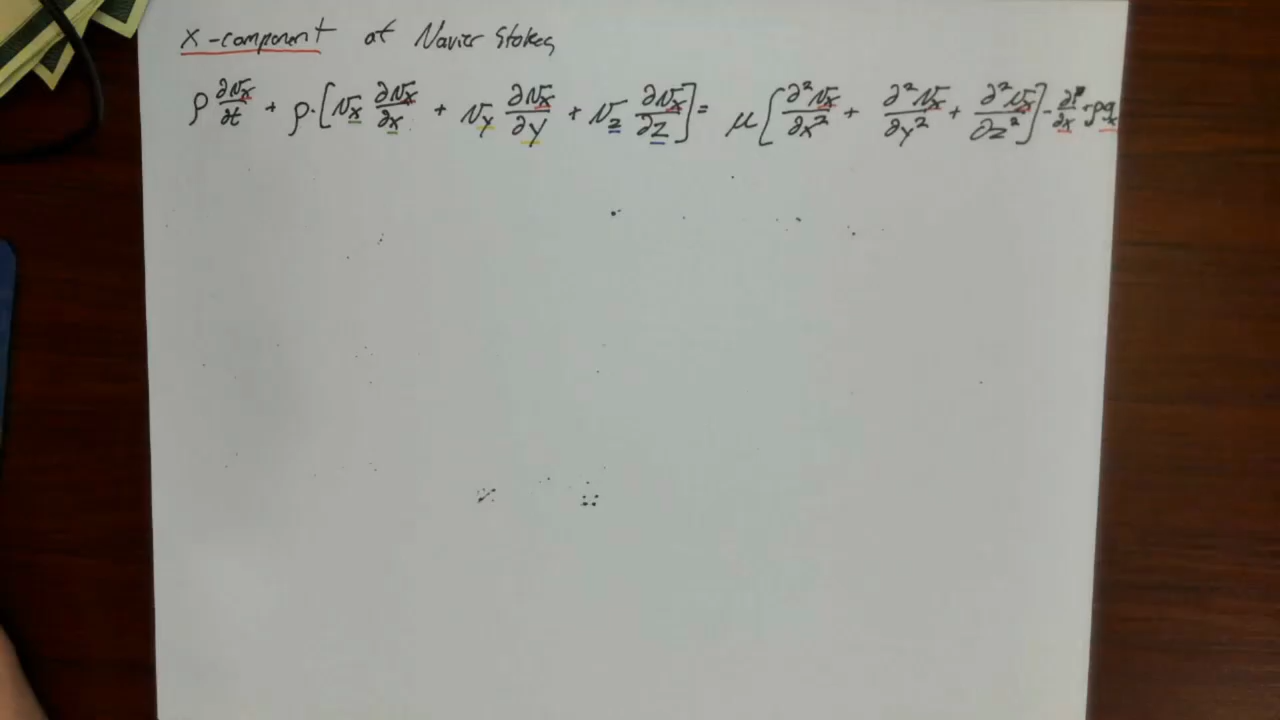 x-component of Navier Stokes
ρ ∂vx/∂t + ρ·[vx ∂vx/∂x + vy ∂vx/∂y + vz ∂vx/∂z] = μ[∂²vx/∂x² + ∂²vx/∂y² + ∂²vx/∂z²] - ∂P/∂x + ρgx